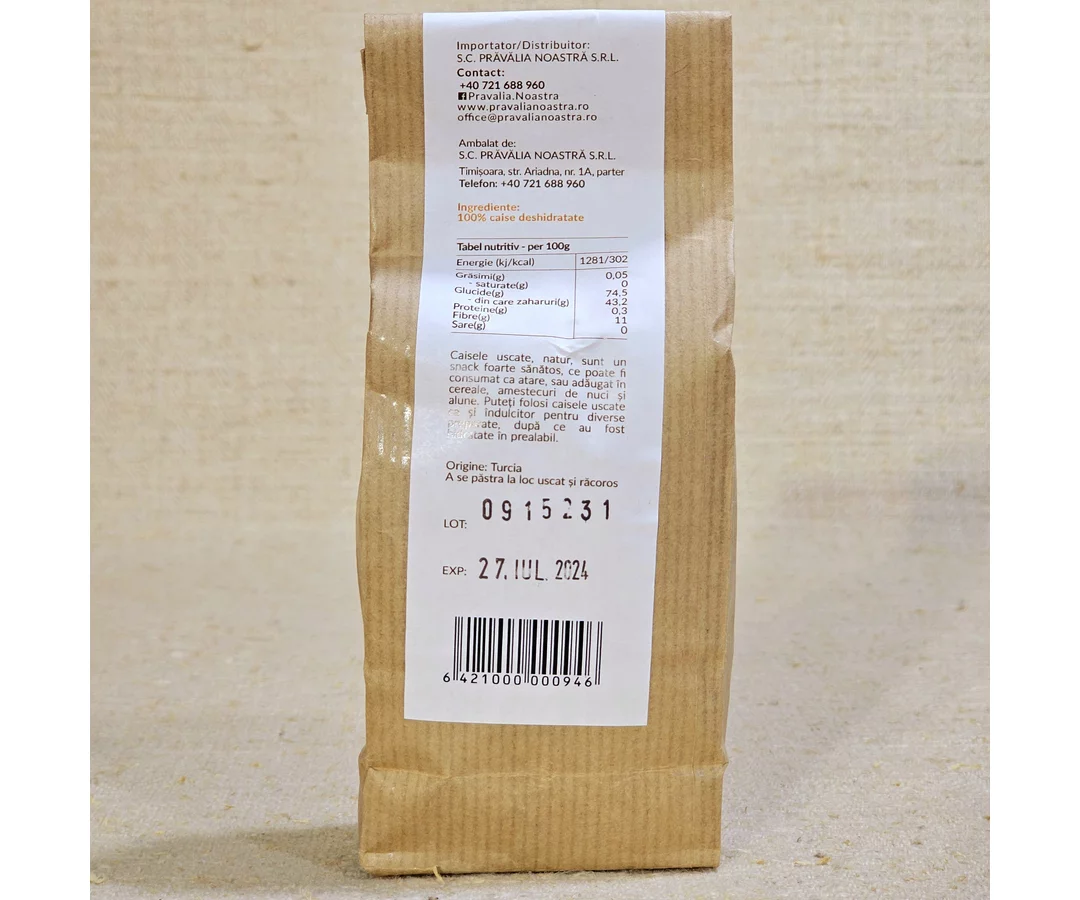 Importator/Distribuitor:
S.C. PRĂVĂLIA NOASTRĂ S.R.L.
Contact:
+40 721 688 960
Pravalia.Noastra
www.pravalianoastra.ro
office@pravalianoastra.ro
Ambalat de:
S.C. PRĂVĂLIA NOASTRĂ S.R.L.
Timișoara, str. Ariadna, nr. 1A, parter
Telefon: +40 721 688 960
Ingrediente:
100% caise deshidratate
Tabel nutritiv - per 100g
Energie (kj/kcal) 1281/302
Grăsimi(g) 0,05
- saturate(g) 0
Glucide(g) 74,5
- din care zaharuri(g) 43,2
Proteine(g) 0,3
Fibre(g) 11
Sare(g) 0
Caisele uscate, natur, sunt un
snack foarte sănătos, ce poate fi
consumat ca atare, sau adăugat în
cereale, amestecuri de nuci și
alune. Puteți folosi caisele uscate
și îndulcitor pentru diverse
după ce au fost
în prealabil.
Origine: Turcia
A se păstra la loc uscat și răcoros
LOT: 0915231
EXP: 27. IUL. 2024
6 421000 000946